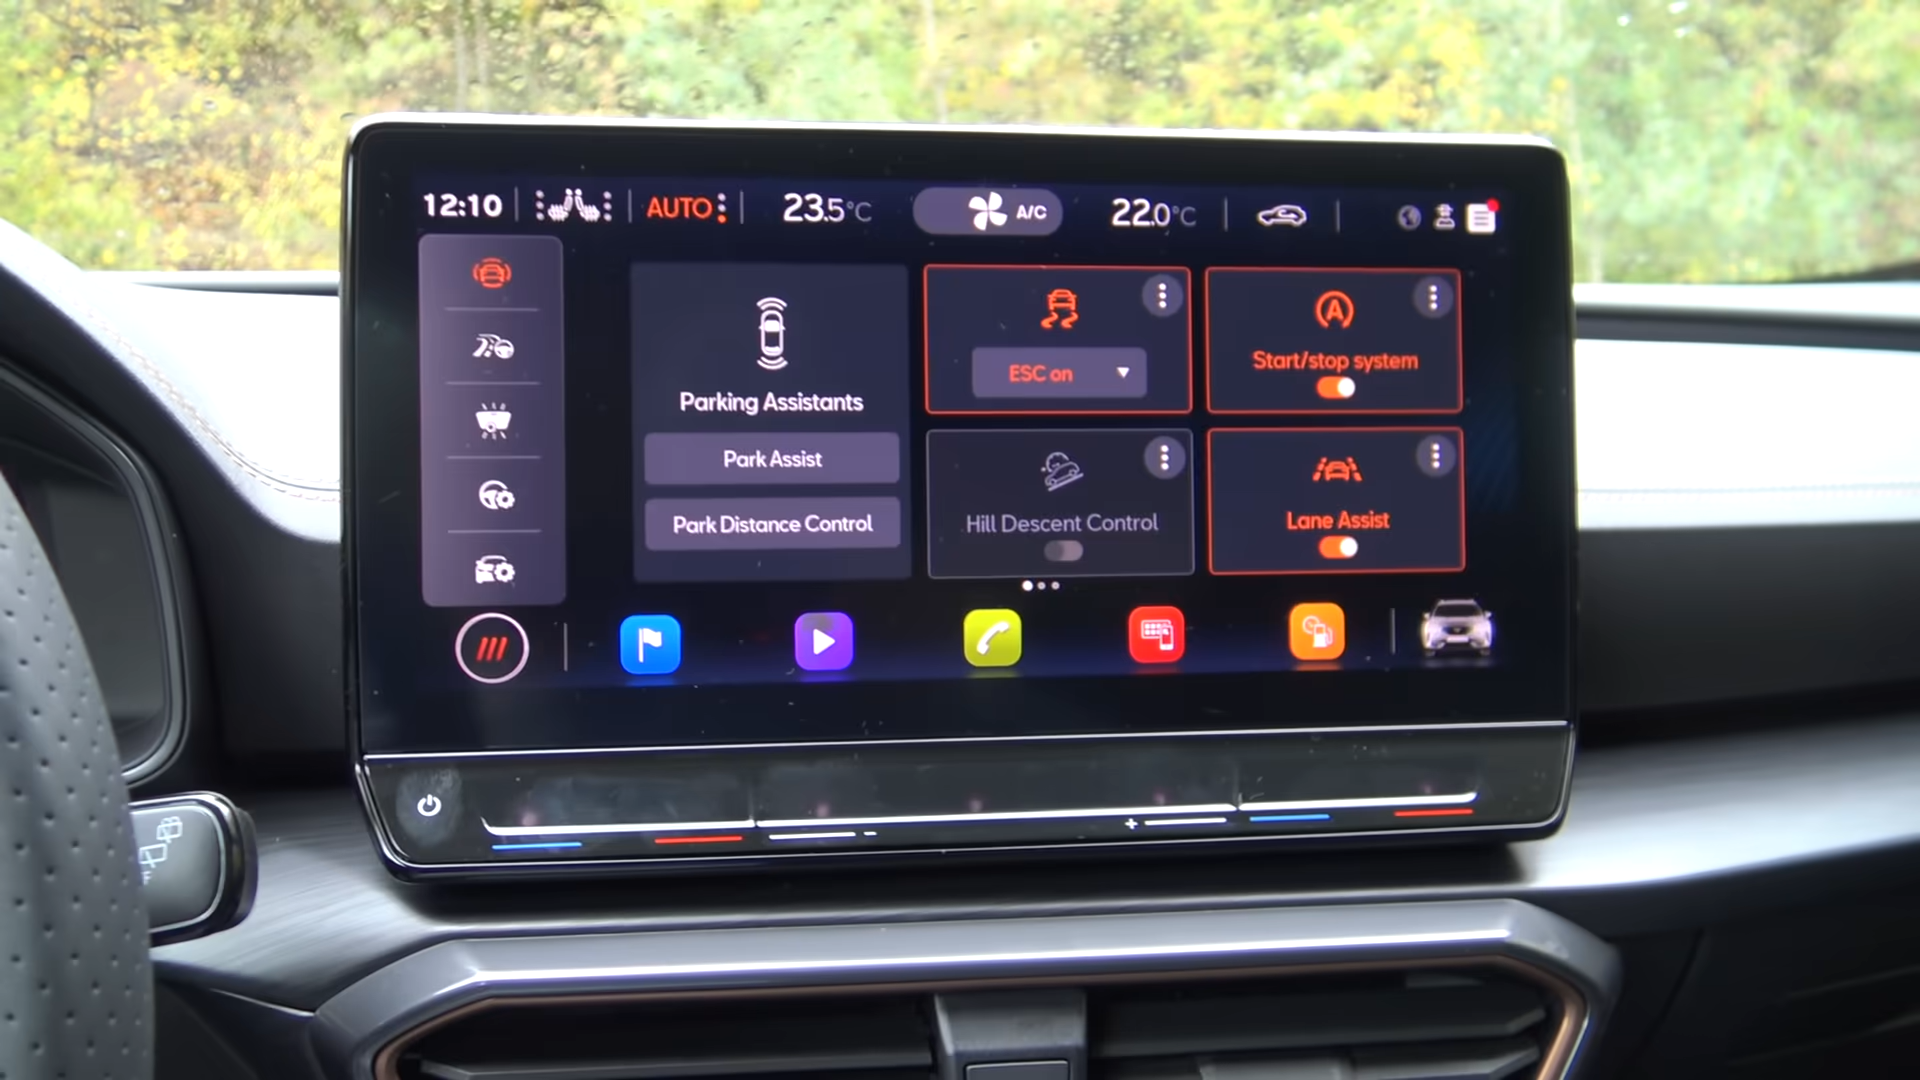 12:10
AUTO
23.5°C
A/C
22.0°C
ESC on
A
Start/stop system
Parking Assistants
Park Assist
Park Distance Control
Hill Descent Control
Lane Assist